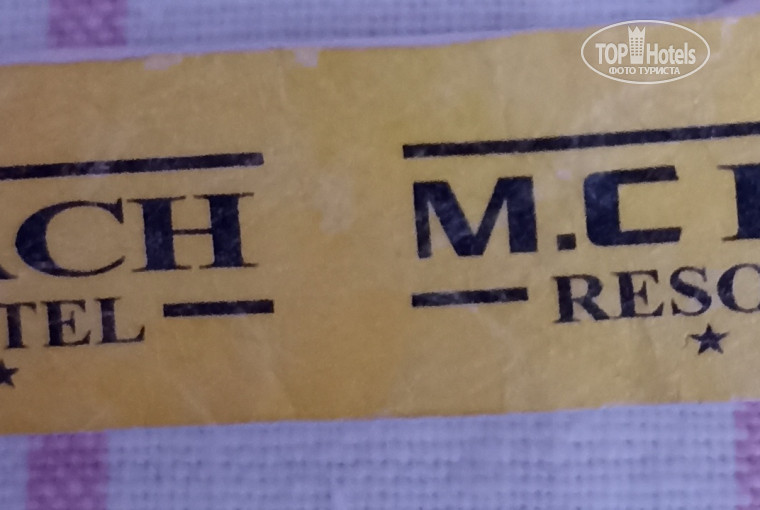 TOP Hotels
ФОТО ТУРИСТА
ACH
TEL
M.C
RESO